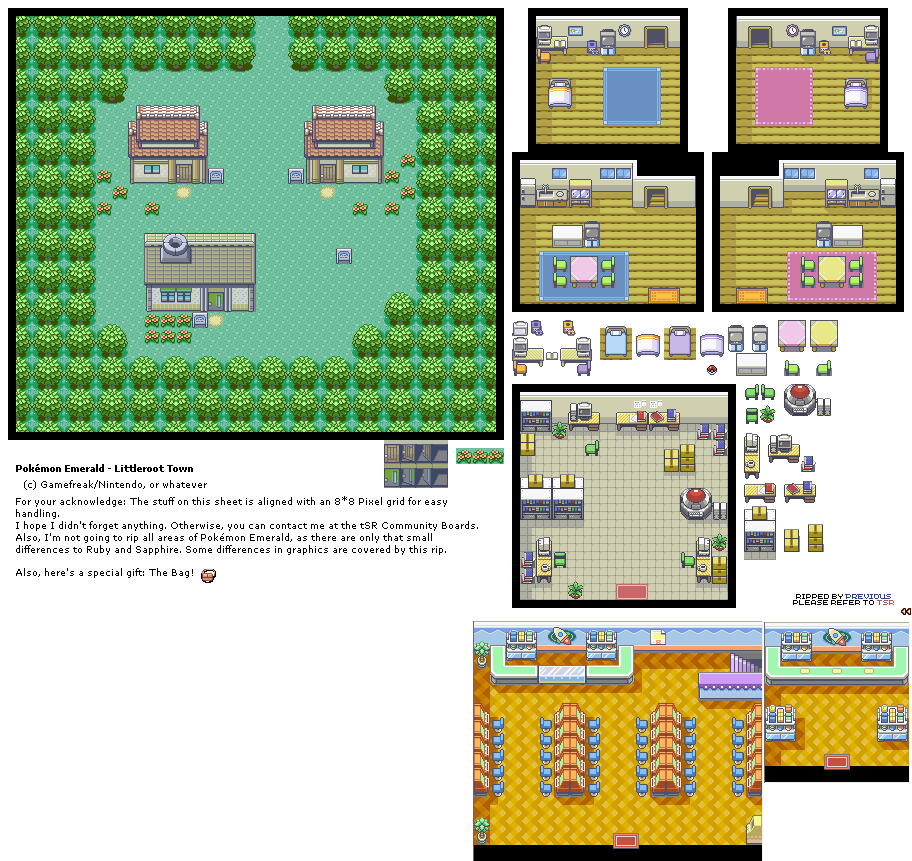 Pokémon Emerald - Littleroot Town
(c) Gamefreak/Nintendo, or whatever
For your acknowledge: The stuff on this sheet is aligned with an 8*8 Pixel grid for easy
handling.
I hope I didn't forget anything. Otherwise, you can contact me at the tSR Community Boards.
Also, I'm not going to rip all areas of Pokémon Emerald, as there are only that small
differences to Ruby and Sapphire. Some differences in graphics are covered by this rip.
Also, here's a special gift: The Bag!
RIPPED BY PREVIOUS
PLEASE REFER TO TSR